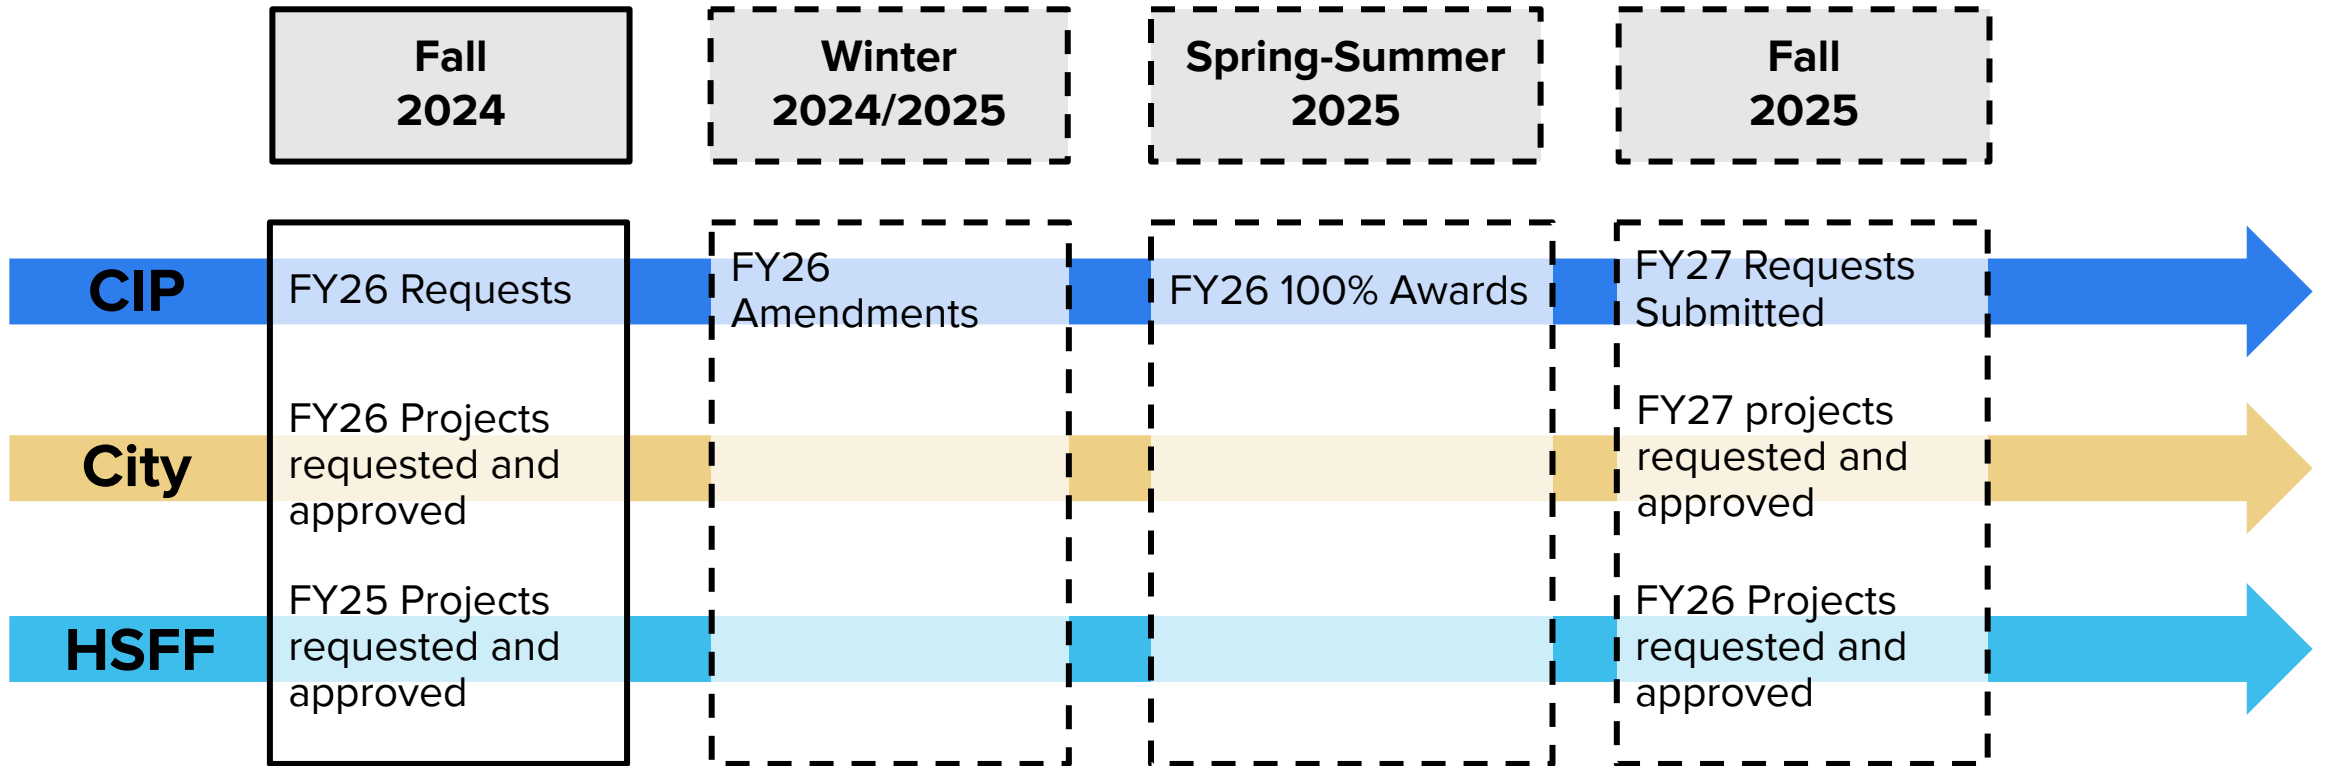 Fall
2024
Winter
2024/2025
Spring-Summer
2025
Fall
2025
CIP
FY26 Requests
FY26
Amendments
FY26 100% Awards
FY27 Requests
Submitted
City
FY26 Projects
requested and
approved
FY27 projects
requested and
approved
HSFF
FY25 Projects
requested and
approved
FY26 Projects
requested and
approved